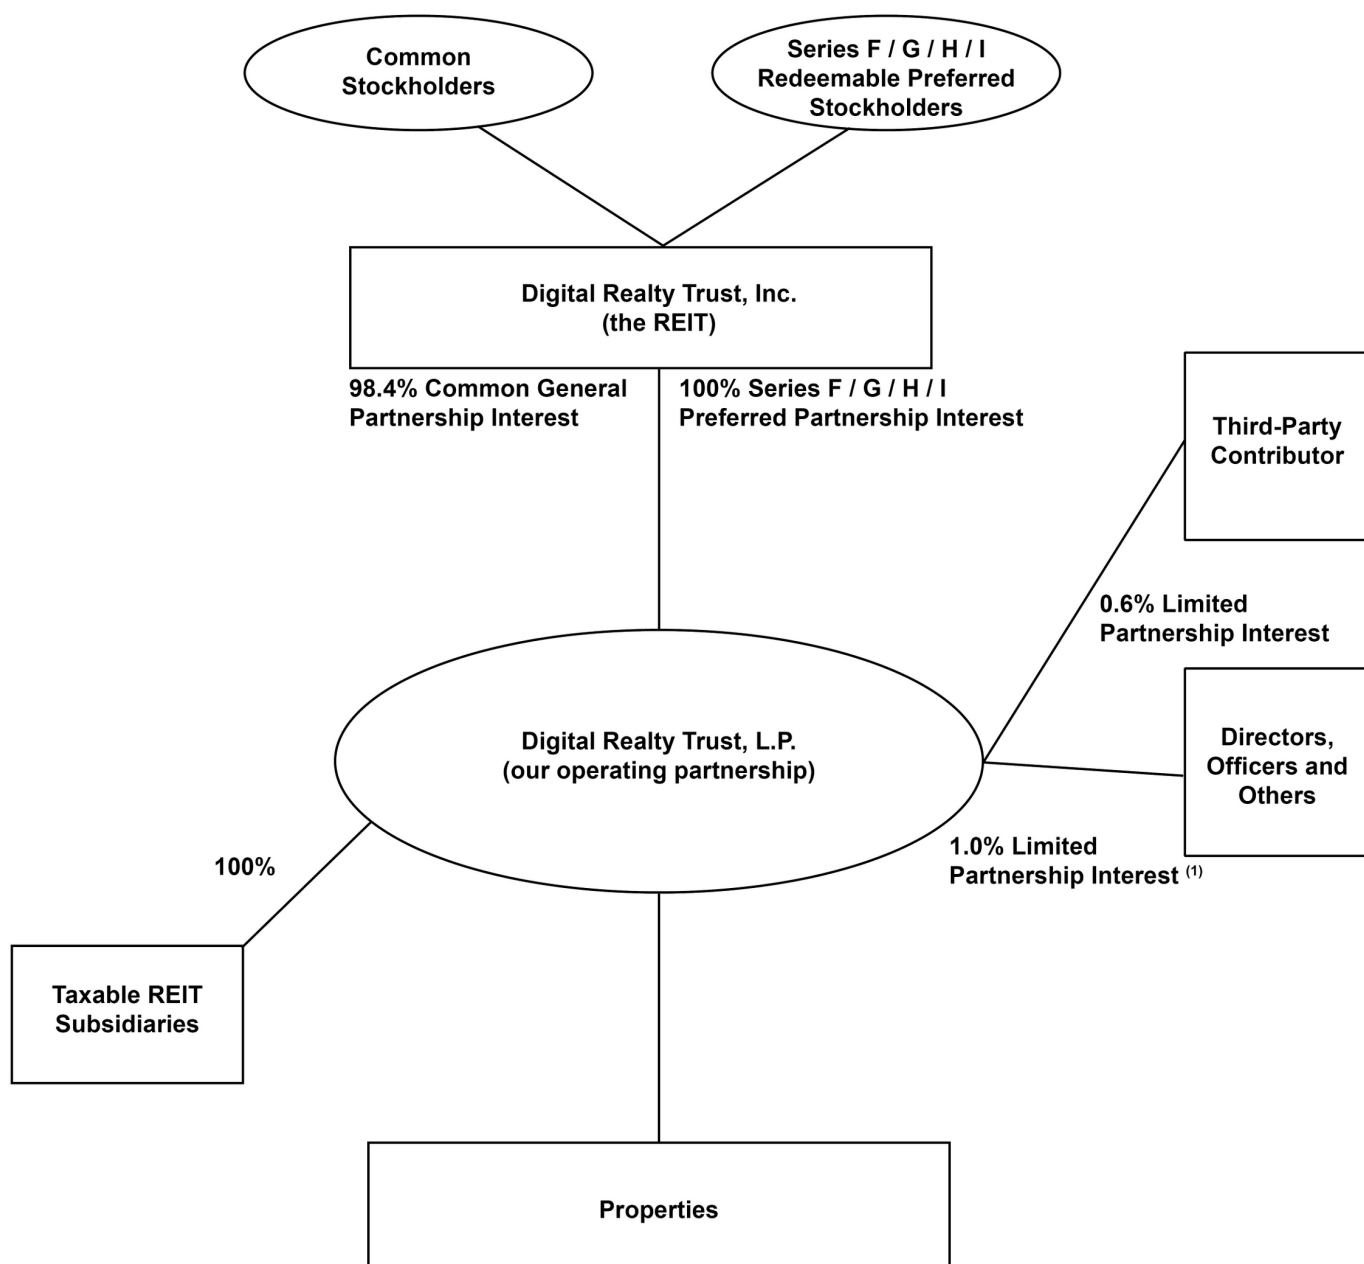 Common
Stockholders
Series F / G / H / I
Redeemable Preferred
Stockholders
Digital Realty Trust, Inc.
(the REIT)
98.4% Common General
Partnership Interest
100% Series F / G / H / I
Preferred Partnership Interest
Third-Party
Contributor
0.6% Limited
Partnership Interest
Digital Realty Trust, L.P.
(our operating partnership)
Directors,
Officers and
Others
1.0% Limited
Partnership Interest (1)
100%
Taxable REIT
Subsidiaries
Properties